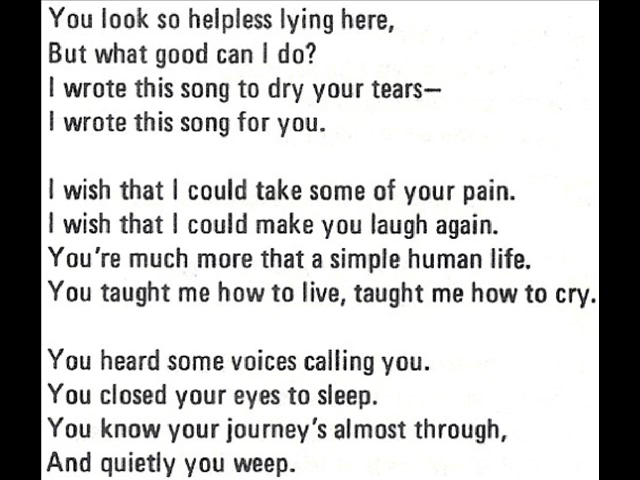 You look so helpless lying here,
But what good can I do?
I wrote this song to dry your tears—
I wrote this song for you.
I wish that I could take some of your pain.
I wish that I could make you laugh again.
You're much more that a simple human life.
You taught me how to live, taught me how to cry.
You heard some voices calling you.
You closed your eyes to sleep.
You know your journey's almost through,
And quietly you weep.